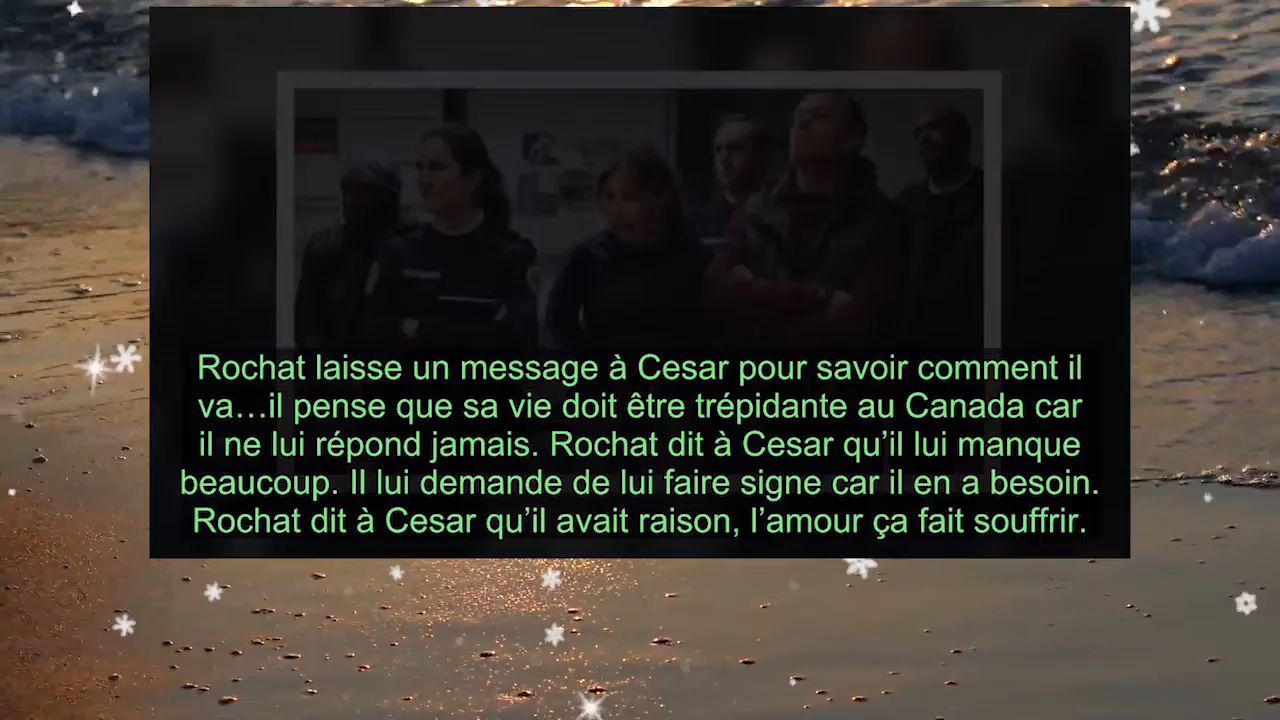 Rochat laisse un message à Cesar pour savoir comment il
va…il pense que sa vie doit être trépidante au Canada car
il ne lui répond jamais. Rochat dit à Cesar qu’il lui manque
beaucoup. Il lui demande de lui faire signe car il en a besoin.
Rochat dit à Cesar qu’il avait raison, l’amour ça fait souffrir.